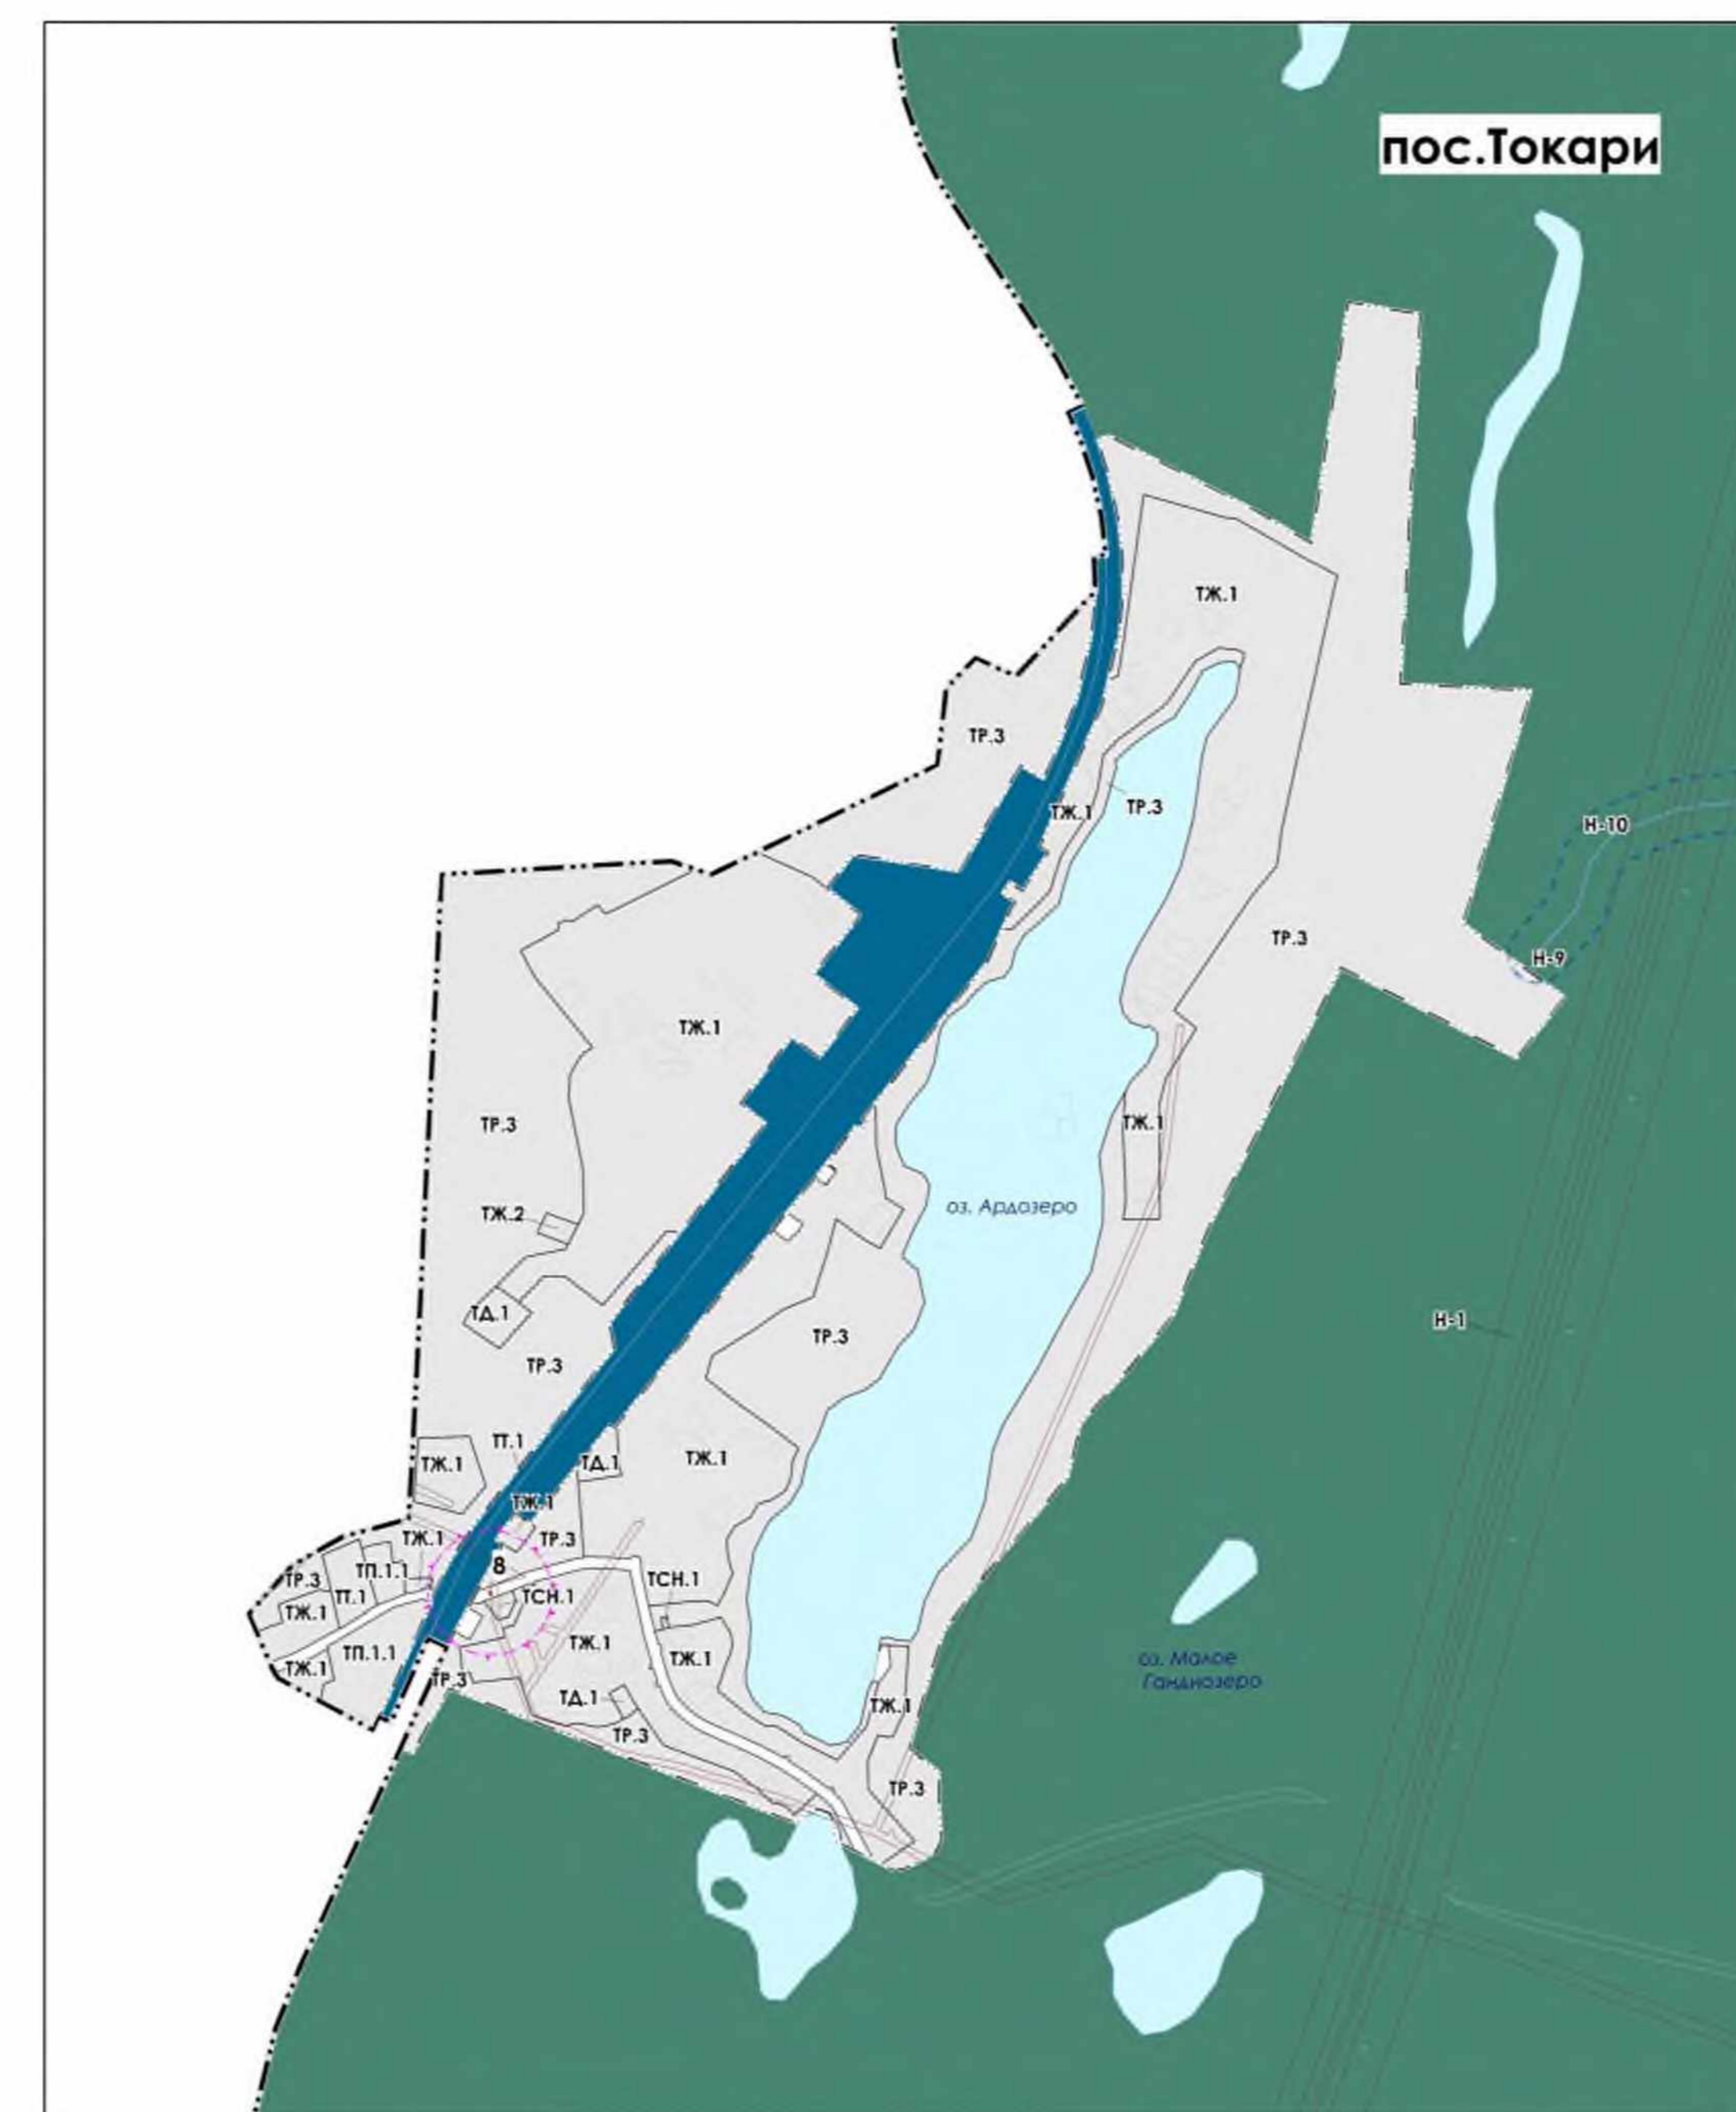 пос.Токари
ТЖ.1
ТР.3
ТЖ.1
ТР.3
Н-10
ТР.3
Н-9
ТЖ.1
ТР.3
ТЖ.1
ТЖ.2
оз. Ардозеро
ТД.1
ТР.3
Н-1
ТР.3
ТТ.1
ТЖ.1
ТД.1
ТЖ.1
ТЖ.1
ТЖ.1
ТР.3
8
ТР.3
ТП.1.1
ТСН.1
ТТ.1
ТСН.1
ТЖ.1
ТЖ.1
ТП.1.1
ТЖ.1
оз. Малое
Гандиозеро
ТЖ.1
ТР.3
ТД.1
ТЖ.1
ТР.3
ТР.3